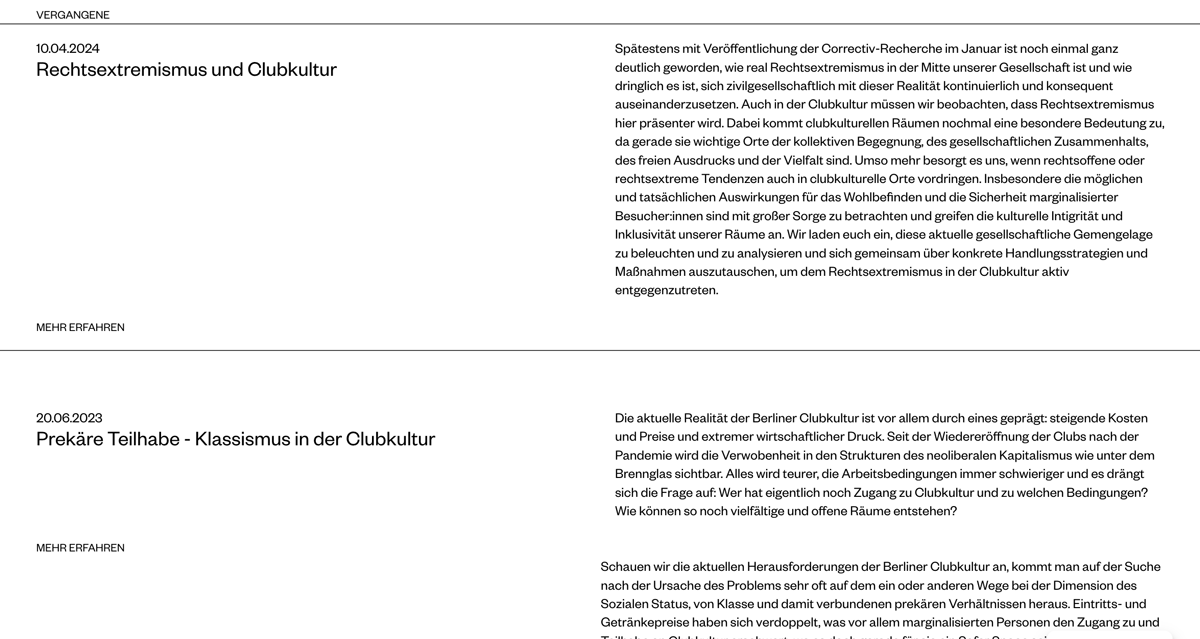 VERGANGENE
10.04.2024
Rechtsextremismus und Clubkultur
Spätestens mit Veröffentlichung der Correctiv-Recherche im Januar ist noch einmal ganz
deutlich geworden, wie real Rechtsextremismus in der Mitte unserer Gesellschaft ist und wie
dringlich es ist, sich zivilgesellschaftlich mit dieser Realität kontinuierlich und konsequent
auseinanderzusetzen. Auch in der Clubkultur müssen wir beobachten, dass Rechtsextremismus
hier präsenter wird. Dabei kommt clubkulturellen Räumen nochmal eine besondere Bedeutung zu,
da gerade sie wichtige Orte der kollektiven Begegnung, des gesellschaftlichen Zusammenhalts,
des freien Ausdrucks und der Vielfalt sind. Umso mehr besorgt es uns, wenn rechtsoffene oder
rechtsextreme Tendenzen auch in clubkulturelle Orte vordringen. Insbesondere die möglichen
und tatsächlichen Auswirkungen für das Wohlbefinden und die Sicherheit marginalisierter
Besucher:innen sind mit großer Sorge zu betrachten und greifen die kulturelle Intigrität und
Inklusivität unserer Räume an. Wir laden euch ein, diese aktuelle gesellschaftliche Gemengelage
zu beleuchten und zu analysieren und sich gemeinsam über konkrete Handlungsstrategien und
Maßnahmen auszutauschen, um dem Rechtsextremismus in der Clubkultur aktiv
entgegenzutreten.
MEHR ERFAHREN
20.06.2023
Prekäre Teilhabe - Klassismus in der Clubkultur
Die aktuelle Realität der Berliner Clubkultur ist vor allem durch eines geprägt: steigende Kosten
und Preise und extremer wirtschaftlicher Druck. Seit der Wiedereröffnung der Clubs nach der
Pandemie wird die Verwobenheit in den Strukturen des neoliberalen Kapitalismus wie unter dem
Brennglas sichtbar. Alles wird teurer, die Arbeitsbedingungen immer schwieriger und es drängt
sich die Frage auf: Wer hat eigentlich noch Zugang zu Clubkultur und zu welchen Bedingungen?
Wie können so noch vielfältige und offene Räume entstehen?
MEHR ERFAHREN
Schauen wir die aktuellen Herausforderungen der Berliner Clubkultur an, kommt man auf der Suche
nach der Ursache des Problems sehr oft auf dem ein oder anderen Wege bei der Dimension des
Sozialen Status, von Klasse und damit verbundenen prekären Verhältnissen heraus. Eintritts- und
Getränkepreise haben sich verdoppelt, was vor allem marginalisierten Personen den Zugang zu und